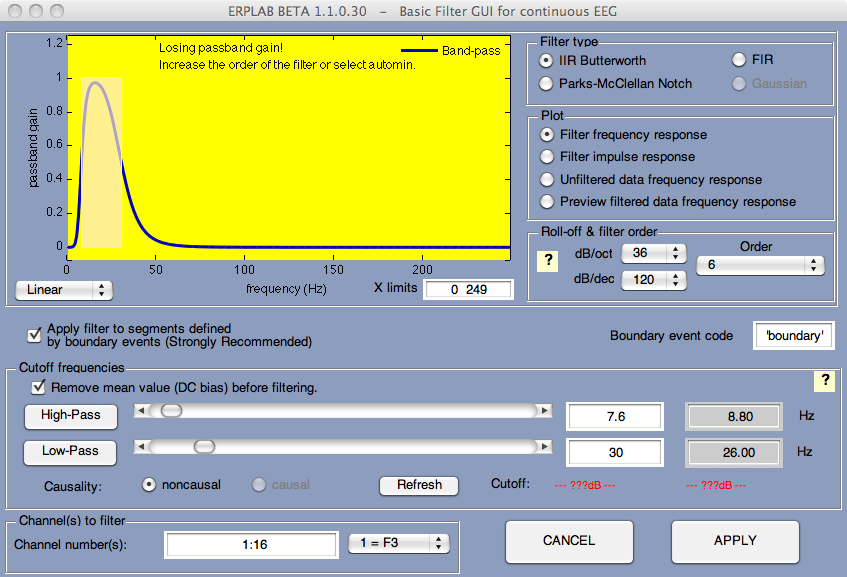 ERPLAB BETA 1.1.0.30 - Basic Filter GUI for continuous EEG
Losing passband gain!
Increase the order of the filter or select automin.
Band-pass
passband gain
1.2
1
0.8
0.6
0.4
0.2
0
0 50 100 150 200
frequency (Hz)
Linear
X limits
0 249
Filter type
IIR Butterworth
FIR
Parks-McClellan Notch
Gaussian
Plot
Filter frequency response
Filter impulse response
Unfiltered data frequency response
Preview filtered data frequency response
Roll-off & filter order
?
dB/oct 36
dB/dec 120
Order
6
Apply filter to segments defined
by boundary events (Strongly Recommended)
Boundary event code 'boundary'
Cutoff frequencies
?
Remove mean value (DC bias) before filtering.
High-Pass 7.6 8.80 Hz
Low-Pass 30 26.00 Hz
Causality: noncausal causal Refresh Cutoff: --- ???dB --- --- ???dB ---
Channel(s) to filter
Channel number(s): 1:16 1 = F3
CANCEL APPLY